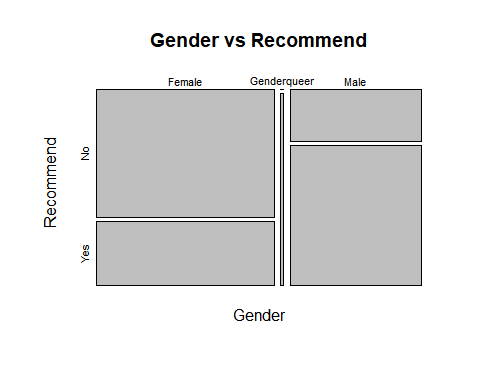 Gender vs Recommend
Female Genderqueer Male
No
Yes
Recommend
Gender